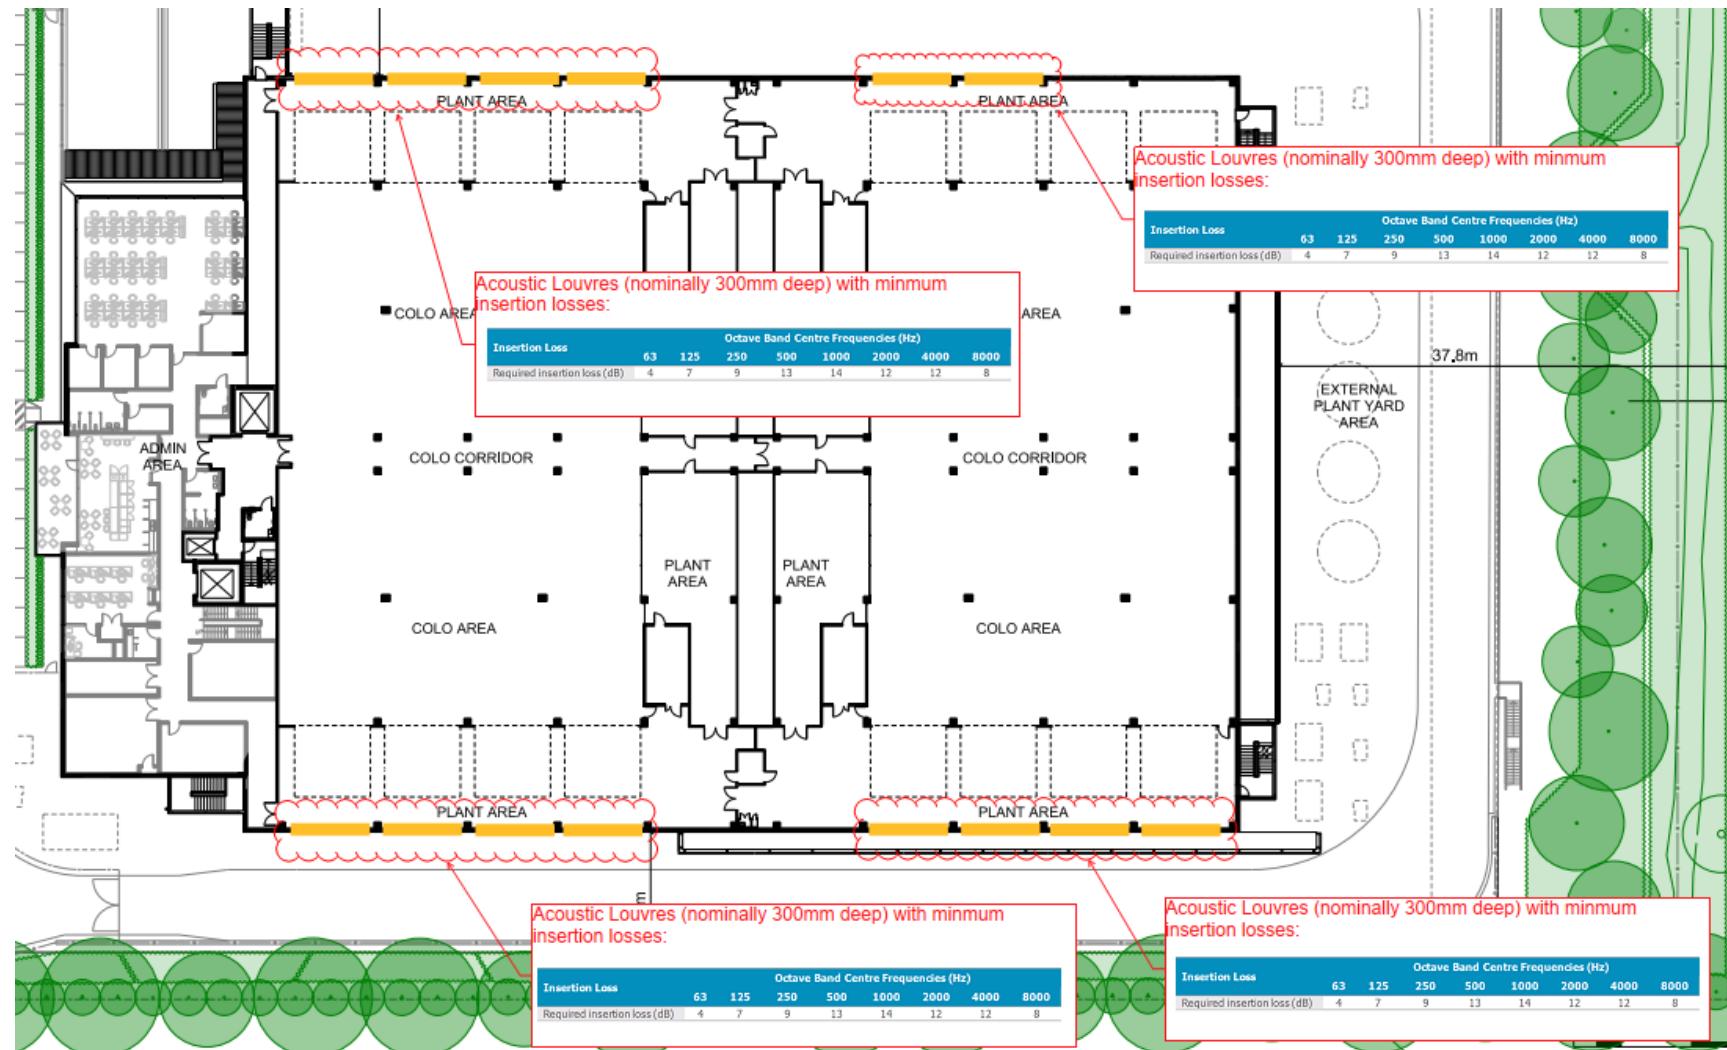 PLANT AREA
PLANT AREA
Acoustic Louvres (nominally 300mm deep) with minmum
insertion losses:
Insertion Loss
Octave Band Centre Frequencies (Hz)
63 125 250 500 1000 2000 4000 8000
Required insertion loss (dB) 4 7 9 13 14 12 12 8
Acoustic Louvres (nominally 300mm deep) with minmum
insertion losses:
Insertion Loss
Octave Band Centre Frequencies (Hz)
63 125 250 500 1000 2000 4000 8000
Required insertion loss (dB) 4 7 9 13 14 12 12 8
COLO AREA
AREA
37.8m
EXTERNAL
PLANT YARD
AREA
ADMIN
AREA
COLO CORRIDOR
COLO CORRIDOR
PLANT
AREA
PLANT
AREA
COLO AREA
COLO AREA
PLANT AREA
PLANT AREA
m
Acoustic Louvres (nominally 300mm deep) with minmum
insertion losses:
Insertion Loss
Octave Band Centre Frequencies (Hz)
63 125 250 500 1000 2000 4000 8000
Required insertion loss (dB) 4 7 9 13 14 12 12 8
Acoustic Louvres (nominally 300mm deep) with minmum
insertion losses:
Insertion Loss
Octave Band Centre Frequencies (Hz)
63 125 250 500 1000 2000 4000 8000
Required insertion loss (dB) 4 7 9 13 14 12 12 8